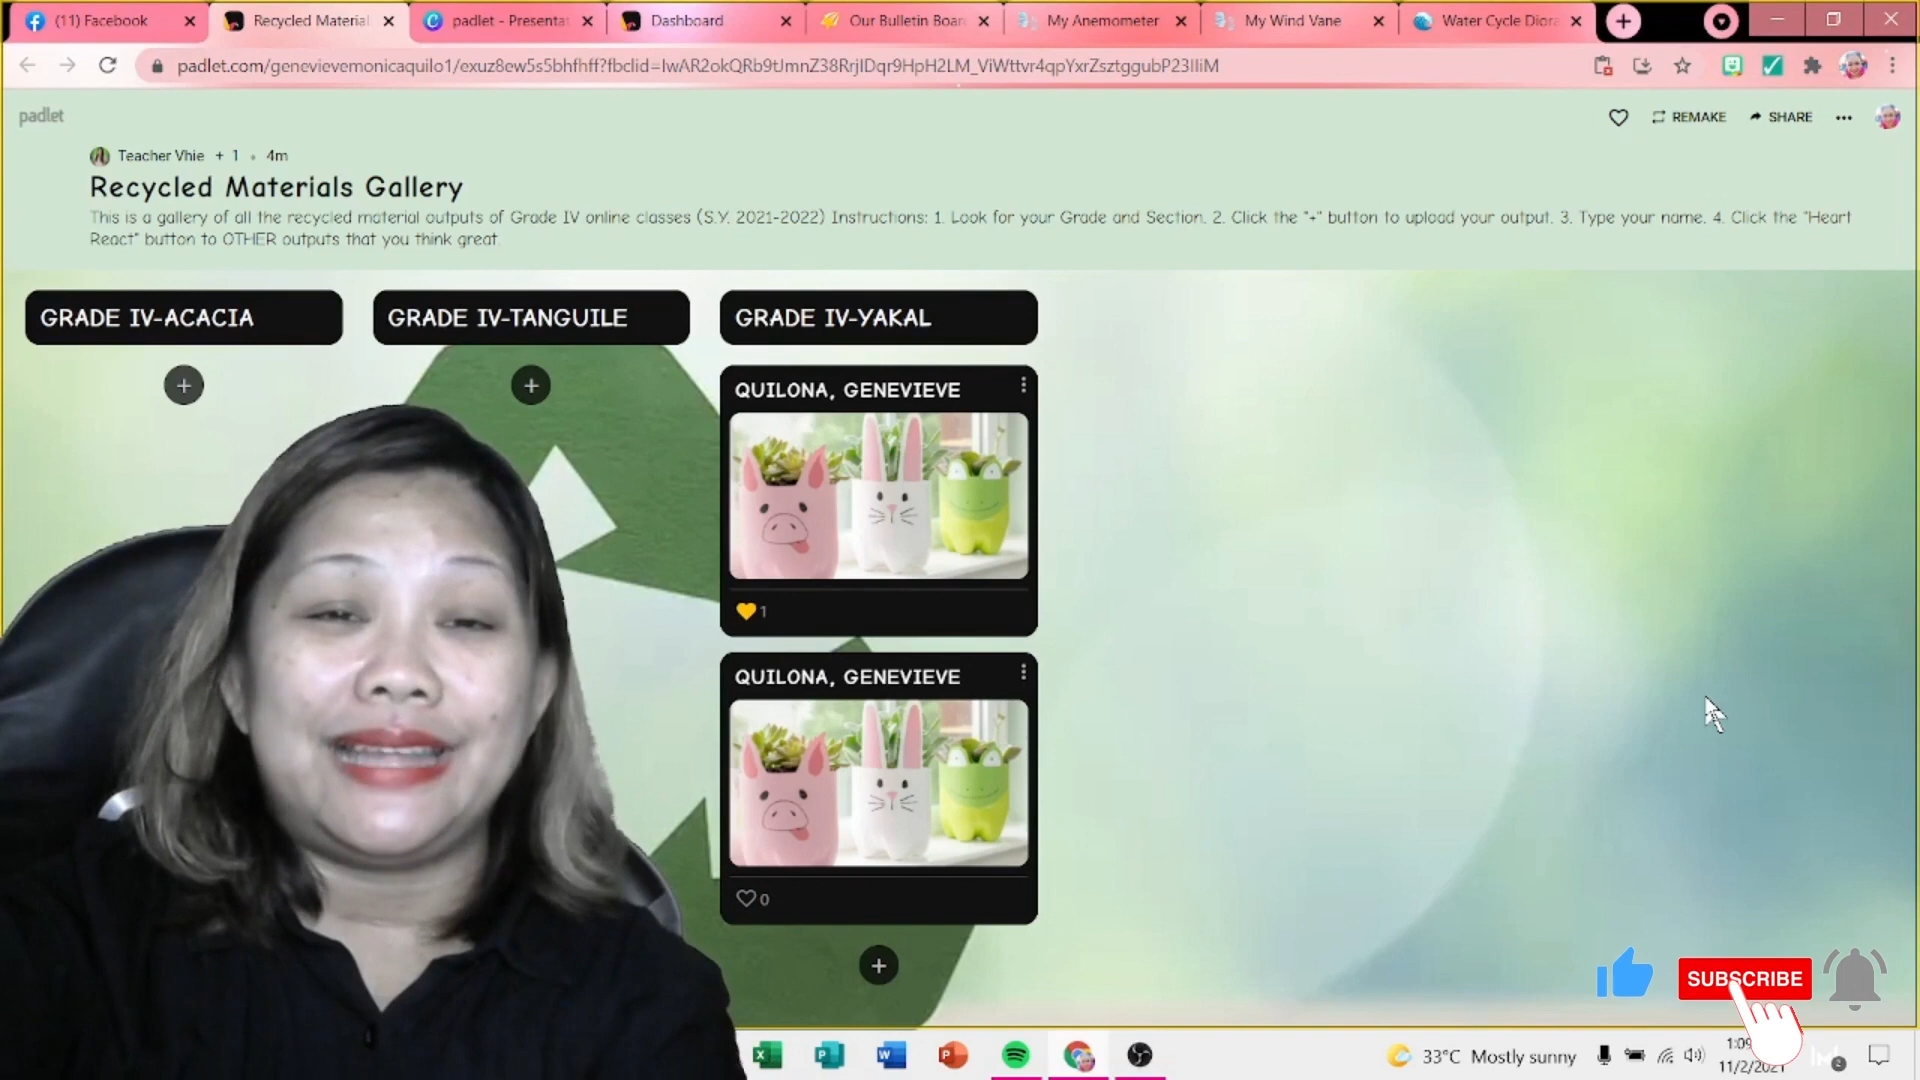 (11) Facebook
Recycled Material
padlet - Presentat
Dashboard
Our Bulletin Boar
My Anemometer
My Wind Vane
Water Cycle Diora
padlet.com/genevievemonicaquilo1/exuz8ew5s5bhfhff?fbclid=IwAR2okQRb9tJmnZ38RrjIDqr9HpH2LM_ViWttvr4qpYxrZsztggubP23IIiM
padlet
REMAKE
SHARE
Teacher Vhie + 1 • 4m
Recycled Materials Gallery
This is a gallery of all the recycled material outputs of Grade IV online classes (S.Y. 2021-2022) Instructions: 1. Look for your Grade and Section. 2. Click the "+" button to upload your output. 3. Type your name. 4. Click the "Heart
React" button to OTHER outputs that you think great.
GRADE IV-ACACIA
GRADE IV-TANGUILE
GRADE IV-YAKAL
QUILONA, GENEVIEVE
1
QUILONA, GENEVIEVE
0
SUBSCRIBE
33°C Mostly sunny